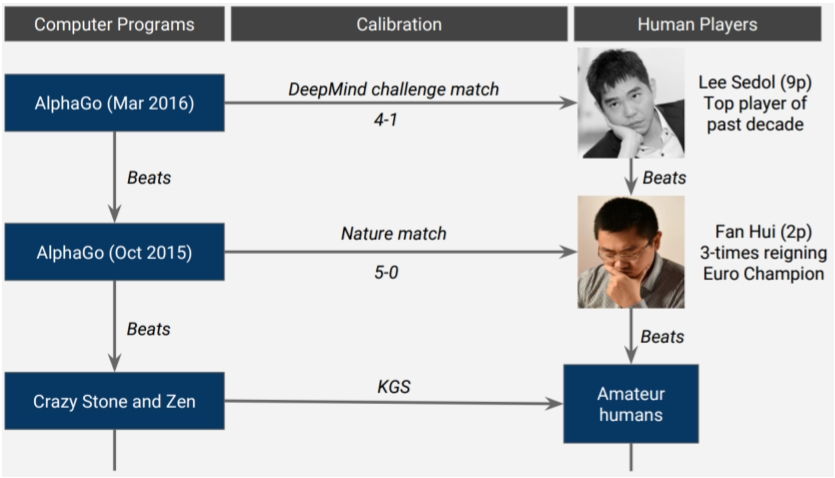 Computer Programs
Calibration
Human Players
AlphaGo (Mar 2016)
DeepMind challenge match
4-1
Lee Sedol (9p)
Top player of
past decade
Beats
Beats
AlphaGo (Oct 2015)
Nature match
5-0
Fan Hui (2p)
3-times reigning
Euro Champion
Beats
Beats
Crazy Stone and Zen
KGS
Amateur
humans